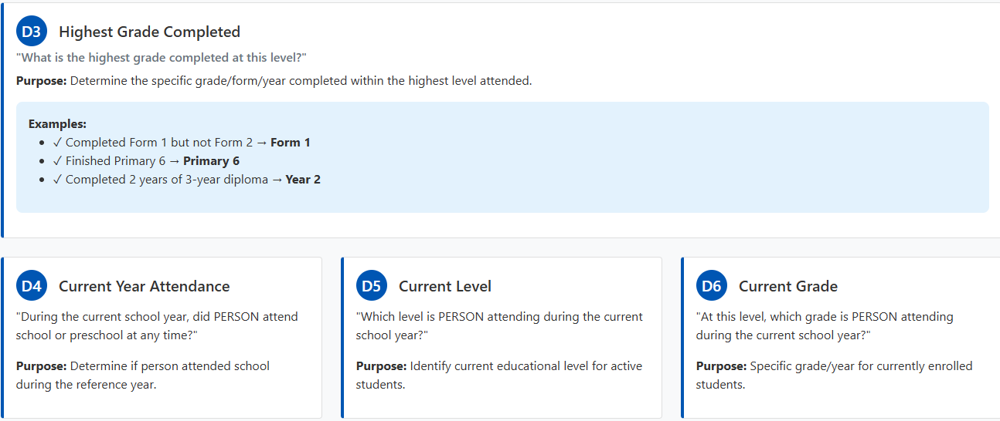 D3 Highest Grade Completed
"What is the highest grade completed at this level?"
Purpose: Determine the specific grade/form/year completed within the highest level attended.
Examples:
• ✓ Completed Form 1 but not Form 2 → Form 1
• ✓ Finished Primary 6 → Primary 6
• ✓ Completed 2 years of 3-year diploma → Year 2
D4 Current Year Attendance
"During the current school year, did PERSON attend
school or preschool at any time?"
Purpose: Determine if person attended school
during the reference year.
D5 Current Level
"Which level is PERSON attending during the current
school year?"
Purpose: Identify current educational level for active
students.
D6 Current Grade
"At this level, which grade is PERSON attending
during the current school year?"
Purpose: Specific grade/year for currently enrolled
students.